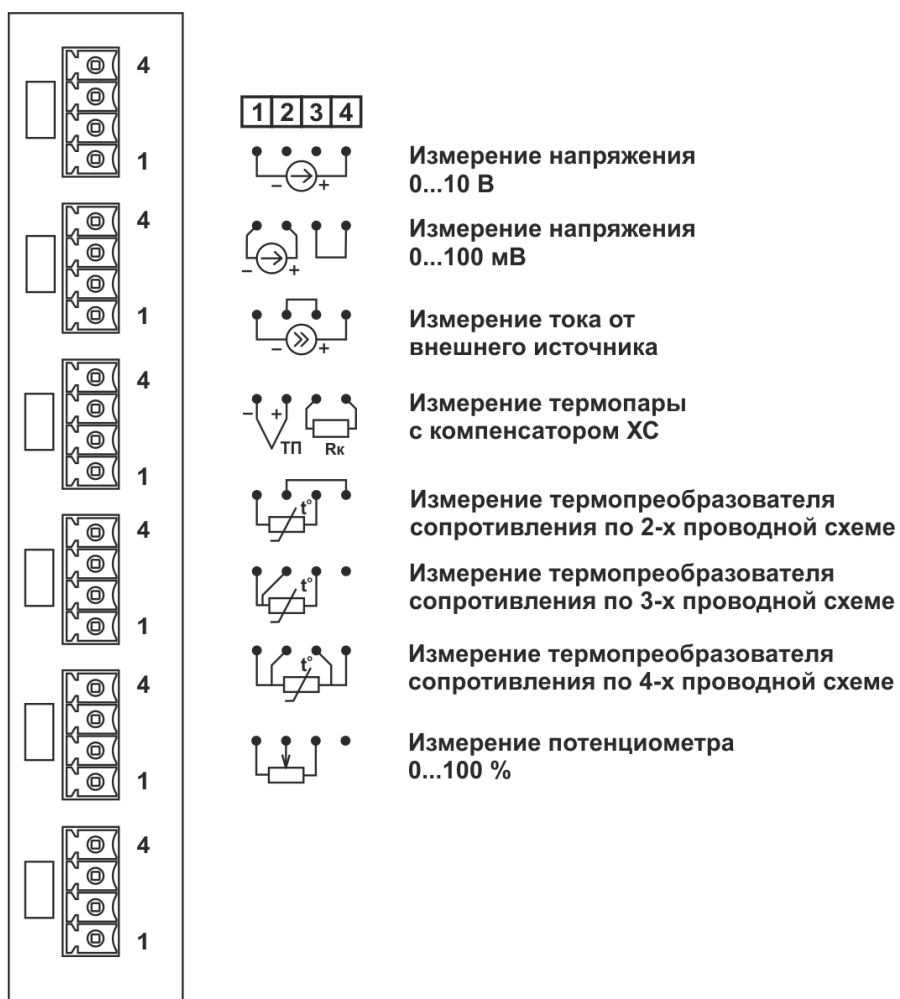 4
1
4
1
4
1
4
1
4
1
4
1
1 2 3 4
– +
Измерение напряжения
0...10 В
– +
Измерение напряжения
0...100 мВ
– +
Измерение тока от
внешнего источника
– +
ТП Rк
Измерение термопары
с компенсатором ХС
t°
Измерение термопреобразователя
сопротивления по 2-х проводной схеме
t°
Измерение термопреобразователя
сопротивления по 3-х проводной схеме
t°
Измерение термопреобразователя
сопротивления по 4-х проводной схеме
Измерение потенциометра
0...100 %